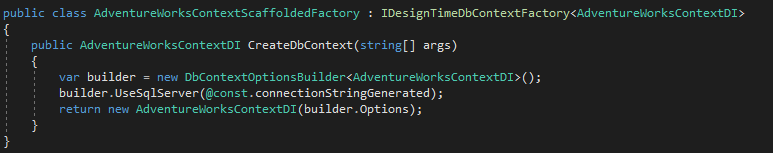 public class AdventureWorksContextScaffoldedFactory : IDesignTimeDbContextFactory<AdventureWorksContextDI>
{
public AdventureWorksContextDI CreateDbContext(string[] args)
{
var builder = new DbContextOptionsBuilder<AdventureWorksContextDI>();
builder.UseSqlServer(@const.connectionStringGenerated);
return new AdventureWorksContextDI(builder.Options);
}
}